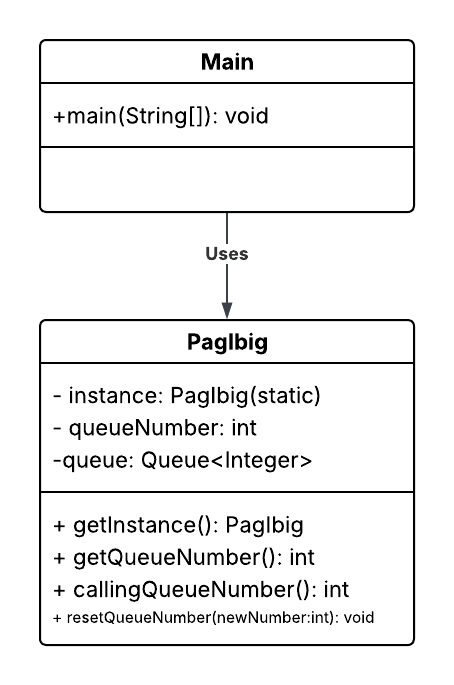 Main
+main(String[]): void
Uses
PagIbig
- instance: PagIbig(static)
- queueNumber: int
-queue: Queue<Integer>
+ getInstance(): PagIbig
+ getQueueNumber(): int
+ callingQueueNumber(): int
+ resetQueueNumber(newNumber:int): void